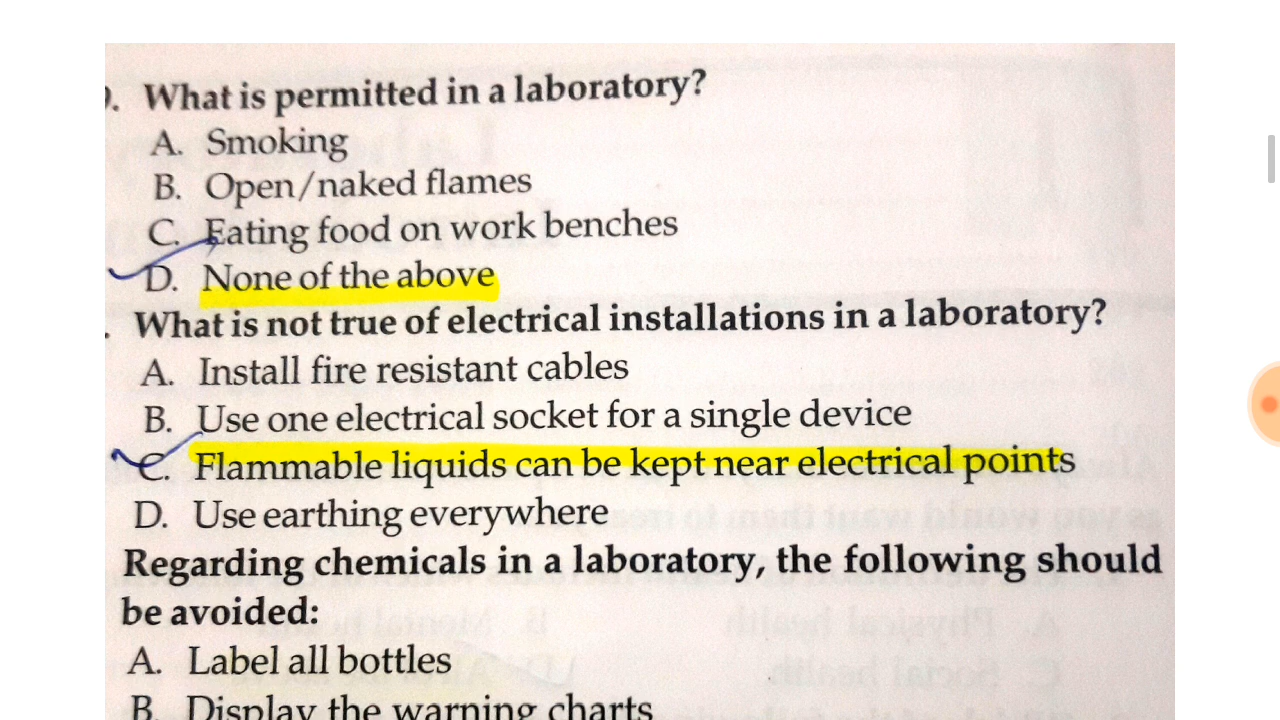 . What is permitted in a laboratory?
A. Smoking
B. Open/naked flames
C. Eating food on work benches
D. None of the above
. What is not true of electrical installations in a laboratory?
A. Install fire resistant cables
B. Use one electrical socket for a single device
C. Flammable liquids can be kept near electrical points
D. Use earthing everywhere
Regarding chemicals in a laboratory, the following should
be avoided:
A. Label all bottles
B. Display the warning charts